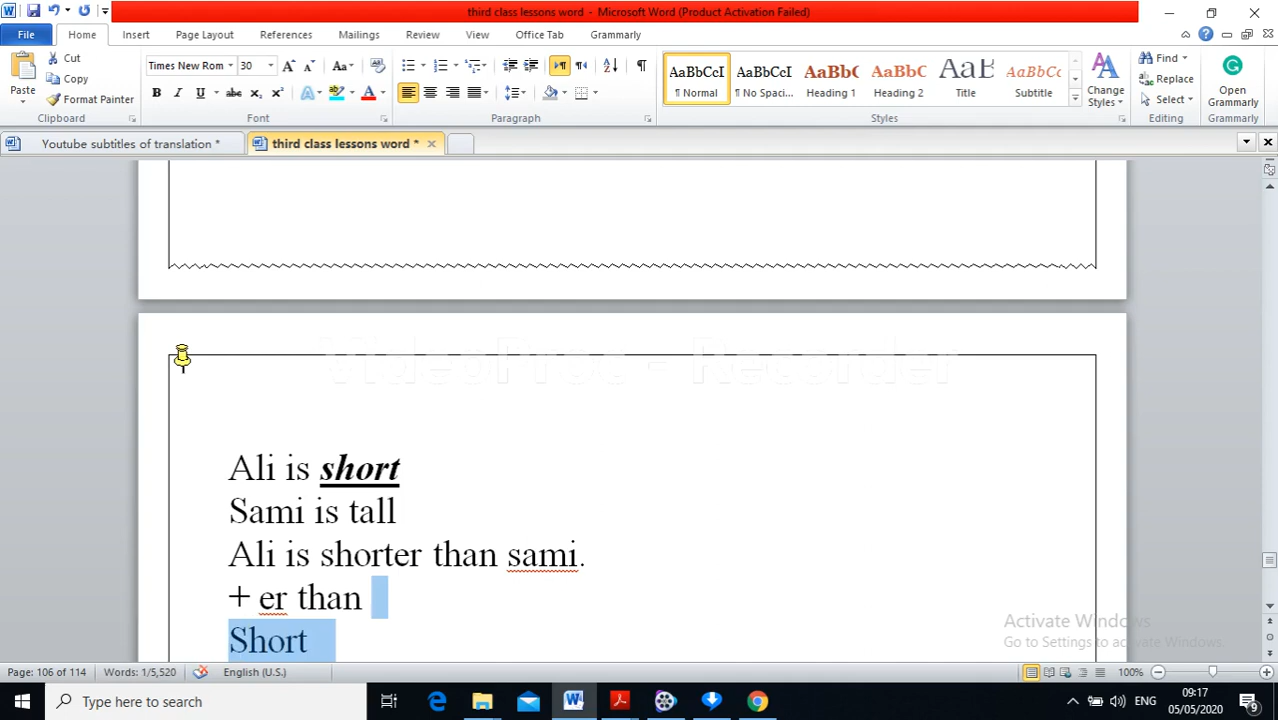 third class lessons word - Microsoft Word (Product Activation Failed)
File Home Insert Page Layout References Mailings Review View Office Tab Grammarly
Paste
Cut
Copy
Format Painter
Clipboard
Times New Rom 30
Font
Paragraph
AaBbCcI AaBbCcI AaBbC AaBbC AaB AaBbCc
¶ Normal ¶ No Spaci... Heading 1 Heading 2 Title Subtitle
Change Styles
Styles
Find
Replace
Select
Editing
Open Grammarly
Grammarly
Youtube subtitles of translation *
third class lessons word *
VideoProc - Recorder
Ali is short
Sami is tall
Ali is shorter than sami.
+ er than
Short
Activate Windows
Go to Settings to activate Windows.
Page: 106 of 114 Words: 1/5,520 English (U.S.) 100%
Type here to search
ENG
09:17
05/05/2020
9